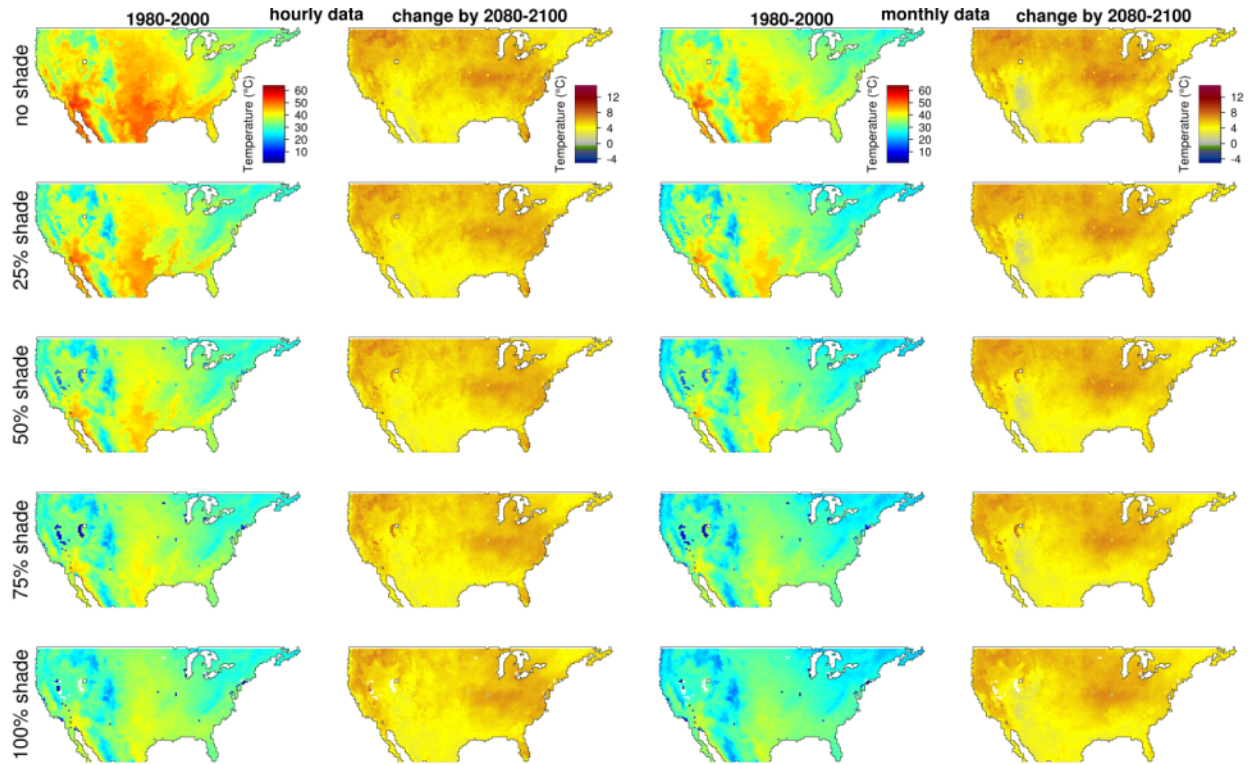 1980-2000 hourly data change by 2080-2100 1980-2000 monthly data change by 2080-2100
no shade
Temperature (°C)
60
50
40
30
20
10
Temperature (°C)
12
8
4
0
-4
Temperature (°C)
60
50
40
30
20
10
Temperature (°C)
12
8
4
0
-4
25% shade
50% shade
75% shade
100% shade